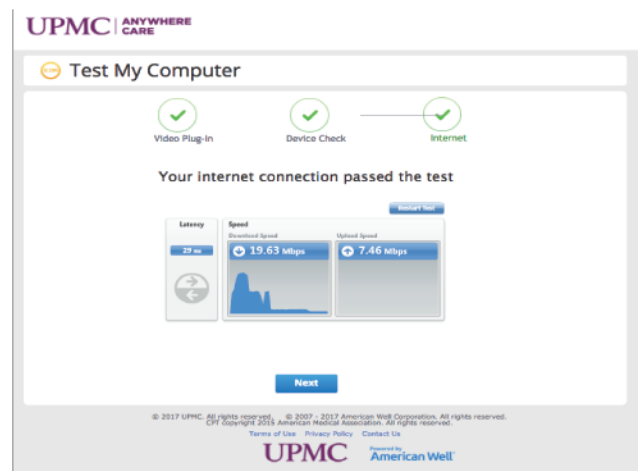 UPMC ANYWHERE CARE
Test My Computer
Video Plug-in Device Check Internet
Your internet connection passed the test
Restart Test
Latency Speed
Download Speed Upload Speed
29 ms 19.63 Mbps 7.46 Mbps
Next
© 2017 UPMC. All rights reserved. © 2007 - 2017 American Well Corporation. All rights reserved.
CPT copyright 2015 American Medical Association. All rights reserved.
Terms of Use Privacy Policy Contact Us
UPMC Powered by American Well